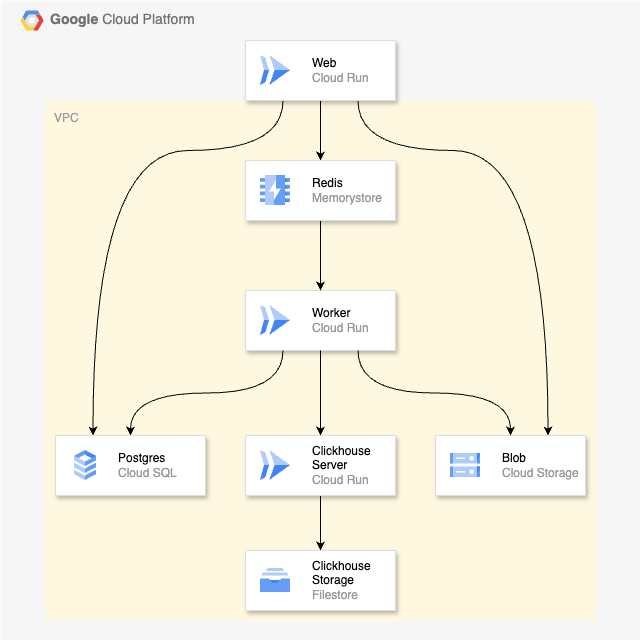 Google Cloud Platform
Web
Cloud Run
VPC
Redis
Memorystore
Worker
Cloud Run
Postgres
Cloud SQL
Clickhouse
Server
Cloud Run
Blob
Cloud Storage
Clickhouse
Storage
Filestore